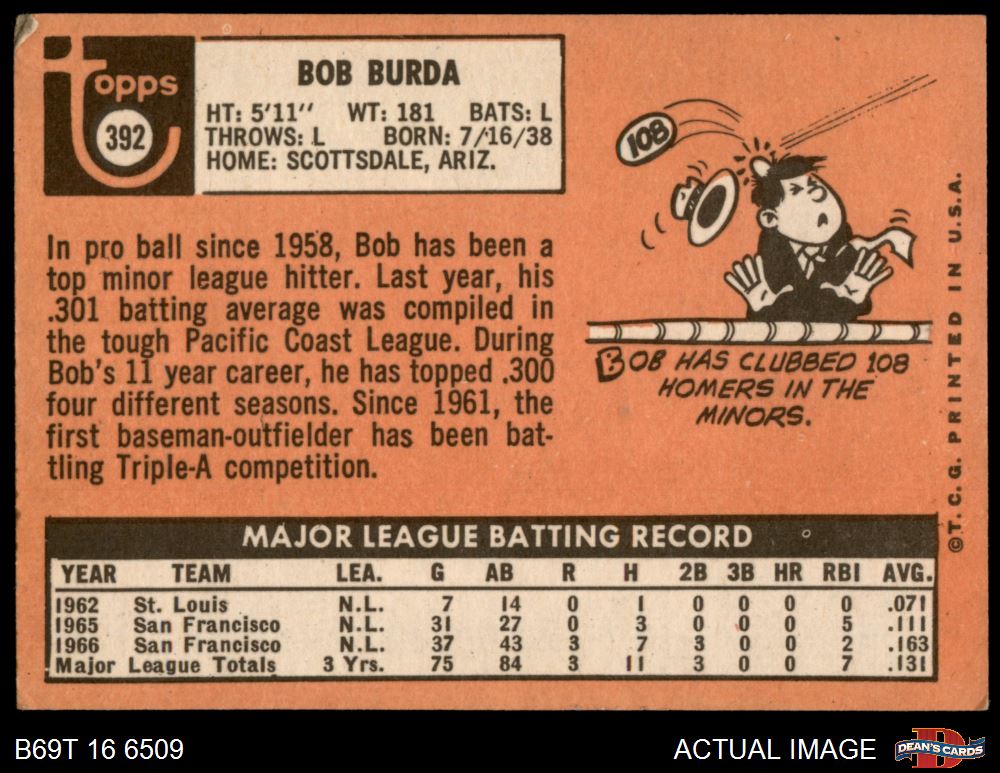 Topps
392
BOB BURDA
HT: 5'11" WT: 181 BATS: L
THROWS: L BORN: 7/16/38
HOME: SCOTTSDALE, ARIZ.
108
In pro ball since 1958, Bob has been a
top minor league hitter. Last year, his
.301 batting average was compiled in
the tough Pacific Coast League. During
Bob's 11 year career, he has topped .300
four different seasons. Since 1961, the
first baseman-outfielder has been bat-
tling Triple-A competition.
BOB HAS CLUBBED 108
HOMERS IN THE
MINORS.
©T.C.G. PRINTED IN U.S.A.
MAJOR LEAGUE BATTING RECORD
YEAR TEAM LEA. G AB R H 2B 3B HR RBI AVG.
1962 St. Louis N.L. 7 14 0 1 0 0 0 0 .071
1965 San Francisco N.L. 31 27 0 3 0 0 0 5 .111
1966 San Francisco N.L. 37 43 3 7 3 0 0 2 .163
Major League Totals 3 Yrs. 75 84 3 11 3 0 0 7 .131
B69T 16 6509
ACTUAL IMAGE
D
DEAN'S CARDS